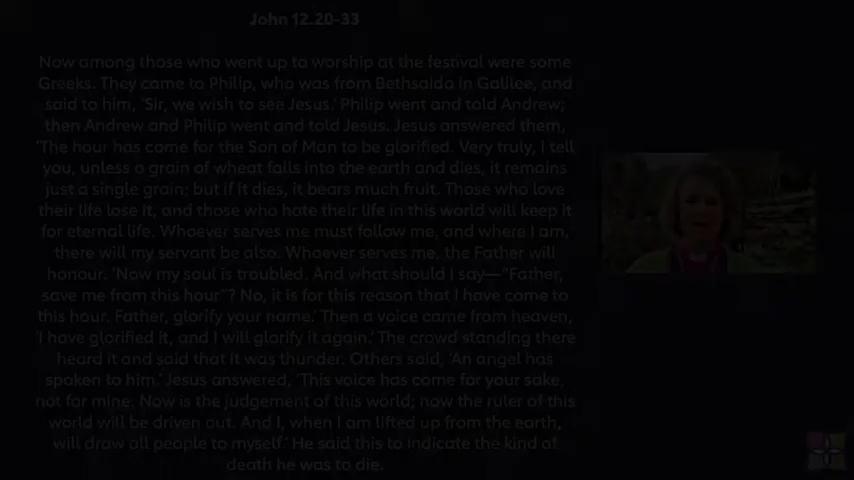 John 12.20-33
Now among those who went up to worship at the festival were some
Greeks. They came to Philip, who was from Bethsaida in Galilee, and
said to him, 'Sir, we wish to see Jesus.' Philip went and told Andrew;
then Andrew and Philip went and told Jesus. Jesus answered them,
'The hour has come for the Son of Man to be glorified. Very truly, I tell
you, unless a grain of wheat falls into the earth and dies, it remains
just a single grain; but if it dies, it bears much fruit. Those who love
their life lose it, and those who hate their life in this world will keep it
for eternal life. Whoever serves me must follow me, and where I am,
there will my servant be also. Whoever serves me, the Father will
honour. 'Now my soul is troubled. And what should I say—"Father,
save me from this hour"? No, it is for this reason that I have come to
this hour. Father, glorify your name.' Then a voice came from heaven,
'I have glorified it, and I will glorify it again.' The crowd standing there
heard it and said that it was thunder. Others said, 'An angel has
spoken to him.' Jesus answered, 'This voice has come for your sake,
not for mine. Now is the judgement of this world; now the ruler of this
world will be driven out. And I, when I am lifted up from the earth,
will draw all people to myself.' He said this to indicate the kind of
death he was to die.